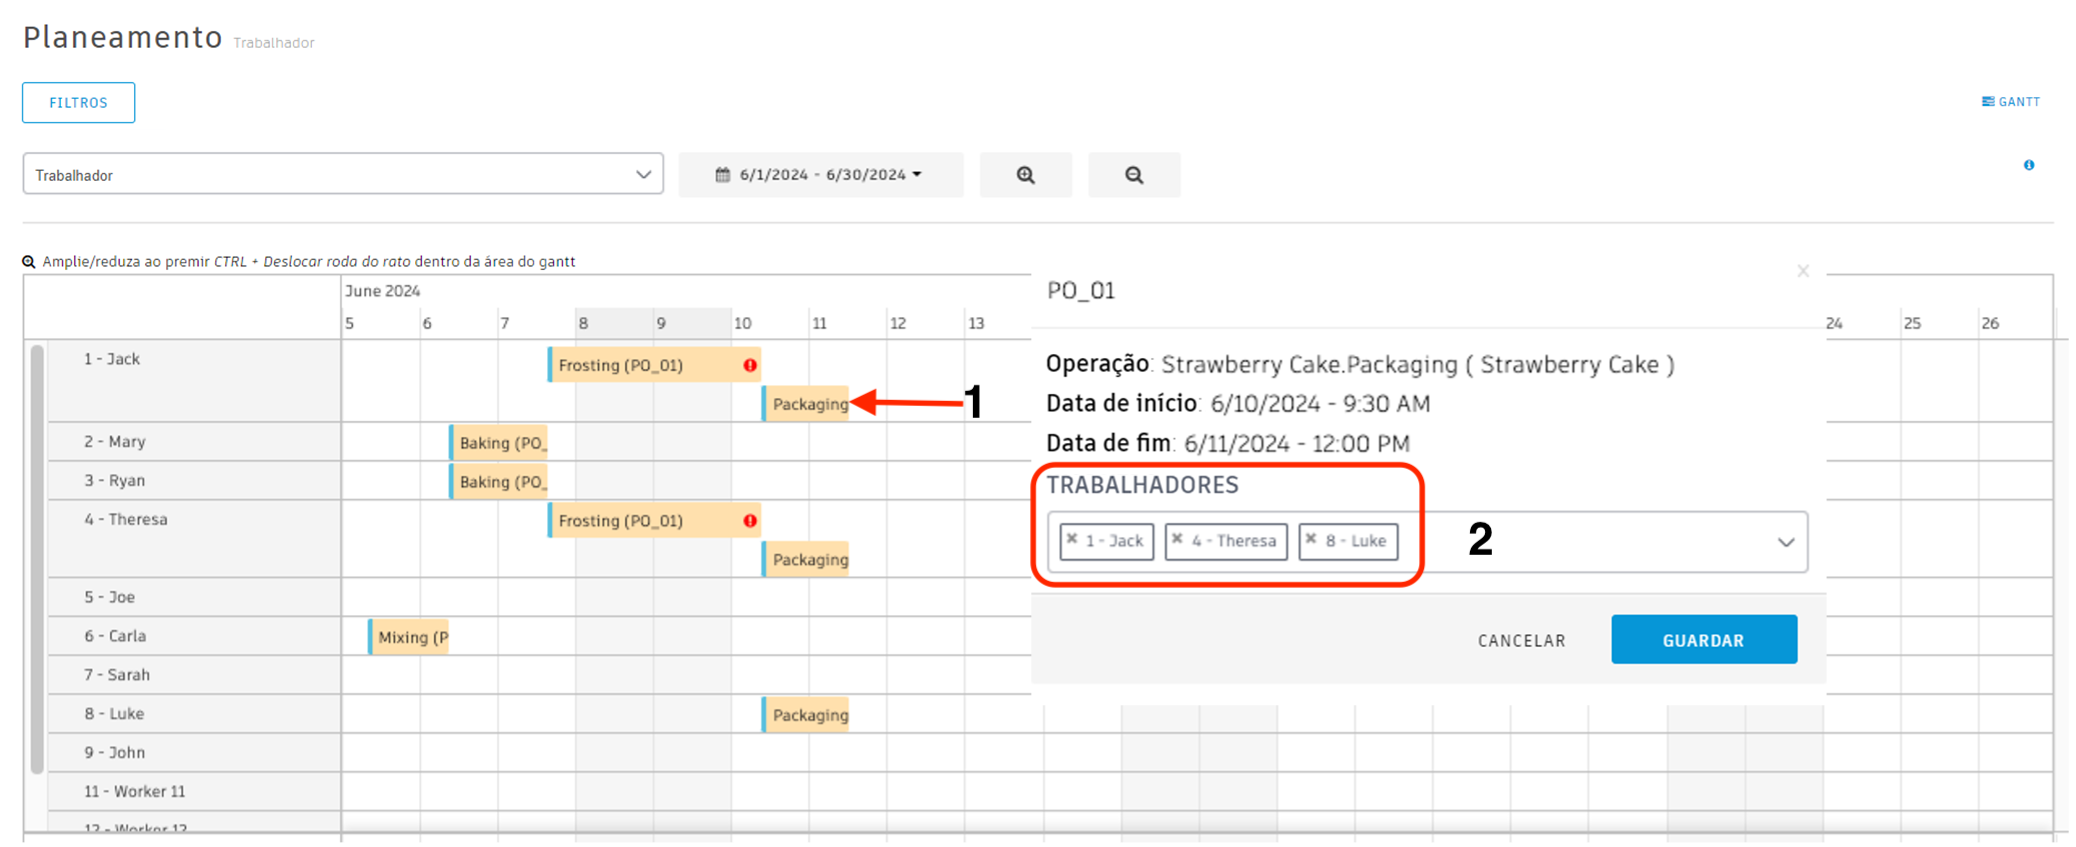 Planeamento Trabalhador
FILTROS
GANTT
Trabalhador
6/1/2024 - 6/30/2024
Amplie/reduza ao premir CTRL + Deslocar roda do rato dentro da área do gantt
June 2024
5 6 7 8 9 10 11 12 13 24 25 26
1 - Jack
Frosting (PO_01)
Packaging
1
2 - Mary
Baking (PO_
3 - Ryan
Baking (PO_
4 - Theresa
Frosting (PO_01)
Packaging
5 - Joe
6 - Carla
Mixing (P
7 - Sarah
8 - Luke
Packaging
9 - John
11 - Worker 11
12 - Worker 12
PO_01
Operação: Strawberry Cake.Packaging ( Strawberry Cake )
Data de início: 6/10/2024 - 9:30 AM
Data de fim: 6/11/2024 - 12:00 PM
TRABALHADORES
× 1 - Jack × 4 - Theresa × 8 - Luke
2
CANCELAR
GUARDAR